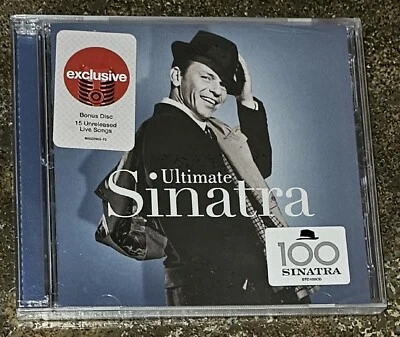 exclusive
Bonus Disc
15 Unreleased
Live Songs
Ultimate
Sinatra
100
SINATRA